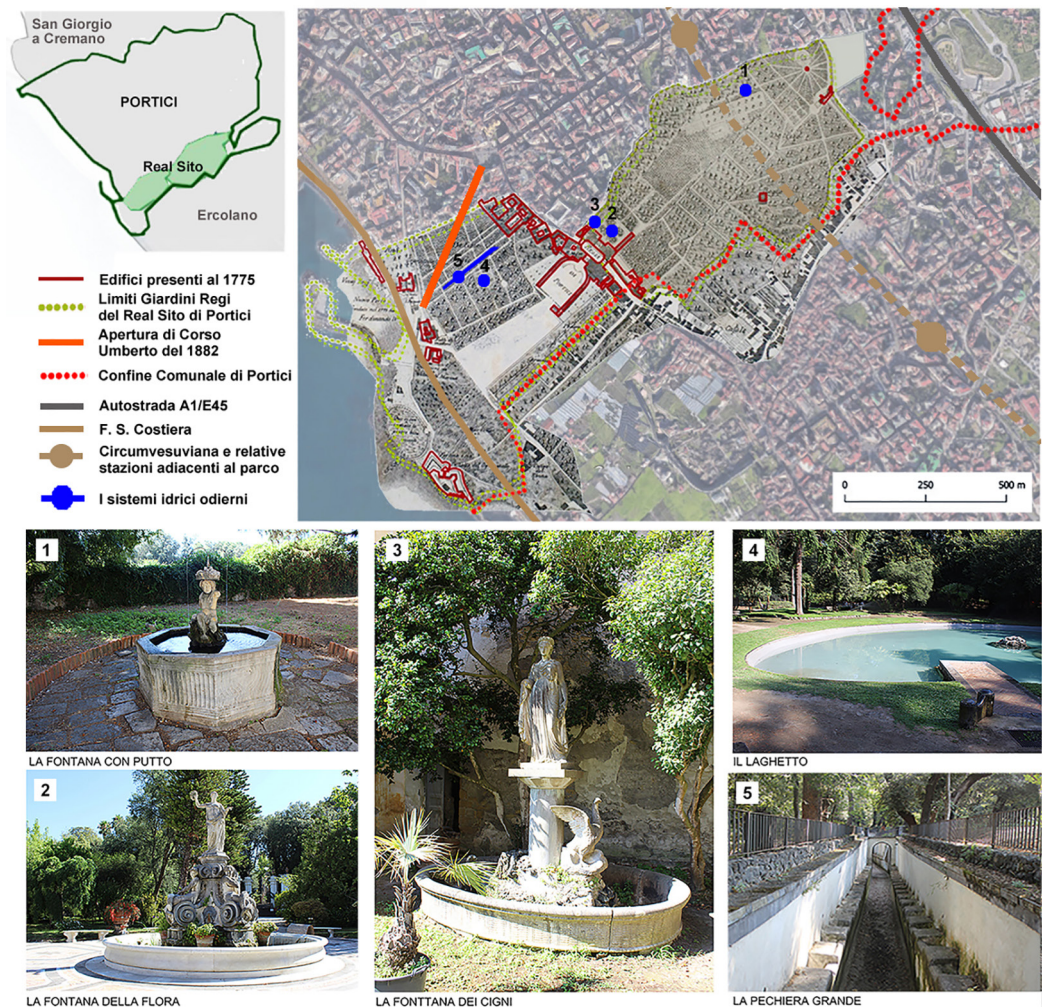 San Giorgio
a Cremano
PORTICI
Real Sito
Ercolano
Edifici presenti al 1775
Limiti Giardini Regi
del Real Sito di Portici
Apertura di Corso
Umberto del 1882
Confine Comunale di Portici
Autostrada A1/E45
F. S. Costiera
Circumvesuviana e relative
stazioni adiacenti al parco
I sistemi idrici odierni
1
3
2
5
4
DI
PORTICI
0
250
500 m
1
LA FONTANA CON PUTTO
2
LA FONTANA DELLA FLORA
3
LA FONTTANA DEI CIGNI
4
IL LAGHETTO
5
LA PECHIERA GRANDE